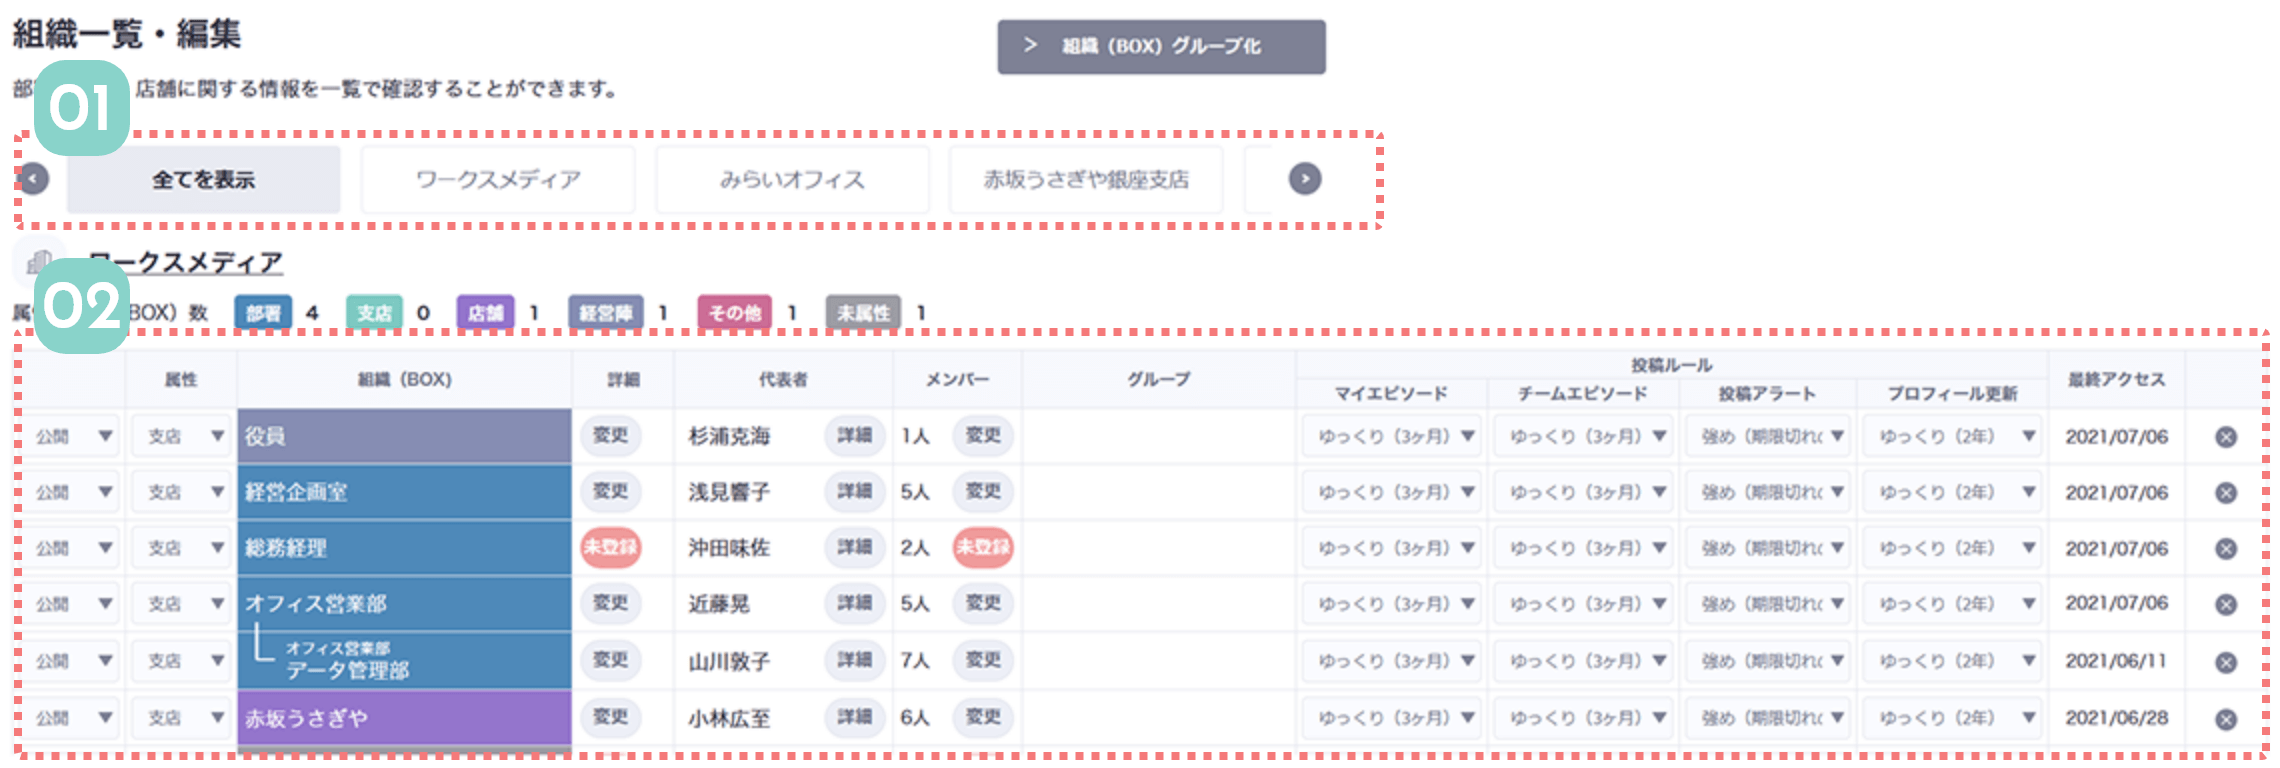 組織一覧・編集
> 組織（BOX）グループ化
部 店舗に関する情報を一覧で確認することができます。
01
全てを表示 ワークスメディア みらいオフィス 赤坂うさぎや銀座支店
ワークスメディア
02
属 BOX）数 部署 4 支店 0 店舗 1 経営陣 1 その他 1 未属性 1
属性 組織（BOX） 詳細 代表者 メンバー グループ 投稿ルール 最終アクセス
マイエピソード チームエピソード 投稿アラート プロフィール更新
公開 支店 役員 変更 杉浦克海 詳細 1人 変更 ゆっくり（3ヶ月） ゆっくり（3ヶ月） 強め（期限切れ ゆっくり（2年） 2021/07/06
公開 支店 経営企画室 変更 浅見響子 詳細 5人 変更 ゆっくり（3ヶ月） ゆっくり（3ヶ月） 強め（期限切れ ゆっくり（2年） 2021/07/06
公開 支店 総務経理 未登録 沖田味佐 詳細 2人 未登録 ゆっくり（3ヶ月） ゆっくり（3ヶ月） 強め（期限切れ ゆっくり（2年） 2021/07/06
公開 支店 オフィス営業部 変更 近藤晃 詳細 5人 変更 ゆっくり（3ヶ月） ゆっくり（3ヶ月） 強め（期限切れ ゆっくり（2年） 2021/07/06
オフィス営業部
公開 支店 データ管理部 変更 山川敦子 詳細 7人 変更 ゆっくり（3ヶ月） ゆっくり（3ヶ月） 強め（期限切れ ゆっくり（2年） 2021/06/11
公開 支店 赤坂うさぎや 変更 小林広至 詳細 6人 変更 ゆっくり（3ヶ月） ゆっくり（3ヶ月） 強め（期限切れ ゆっくり（2年） 2021/06/28